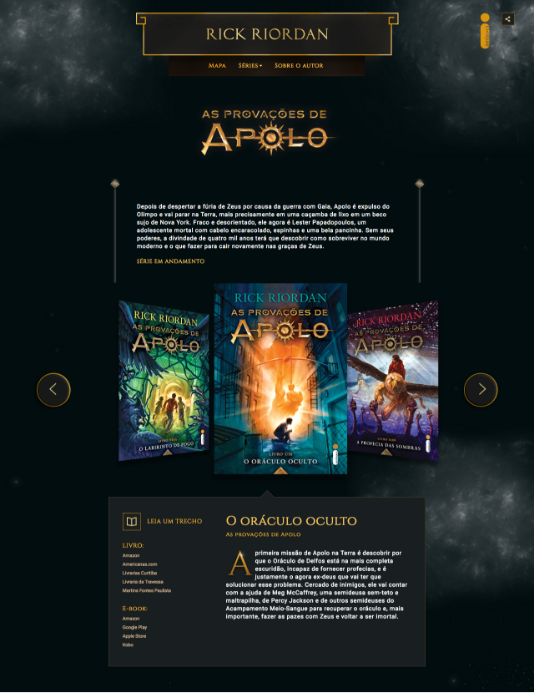 RICK RIORDAN
MAPA SÉRIES SOBRE O AUTOR
AS PROVAÇÕES DE
APOLO
Depois de despertar a fúria de Zeus por causa da guerra com Gaia, Apolo é expulso do
Olimpo e vai parar na Terra, mais precisamente em uma caçamba de lixo em um beco
sujo de Nova York. Fraco e desorientado, ele agora é Lester Papadopoulos, um
adolescente mortal com cabelo encaracolado, espinhas e uma bela pancinha. Sem seus
poderes, a divindade de quatro mil anos terá que descobrir como sobreviver no mundo
moderno e o que fazer para cair novamente nas graças de Zeus.
SÉRIE EM ANDAMENTO
RICK RIORDAN
AS PROVAÇÕES DE
APOLO
O LABIRINTO DE FOGO
RICK RIORDAN
AS PROVAÇÕES DE
APOLO
LIVRO UM
O ORÁCULO OCULTO
RICK RIORDAN
AS PROVAÇÕES DE
APOLO
LIVRO DOIS
A PROFECIA DAS SOMBRAS
LEIA UM TRECHO
LIVRO:
Amazon
Americanas.com
Livrarias Curitiba
Livraria da Travessa
Martins Fontes Paulista
E-BOOK:
Amazon
Google Play
Apple Store
Kobo
O ORÁCULO OCULTO
AS PROVAÇÕES DE APOLO
A primeira missão de Apolo na Terra é descobrir por
que o Oráculo de Delfos está na mais completa
escuridão, incapaz de fornecer profecias, e é
justamente o agora ex-deus que vai ter que
solucionar esse problema. Cercado de inimigos, ele vai contar
com a ajuda de Meg McCaffrey, uma semideusa sem-teto e
maltrapilha, de Percy Jackson e de outros semideuses do
Acampamento Meio-Sangue para recuperar o oráculo e, mais
importante, fazer as pazes com Zeus e voltar a ser imortal.